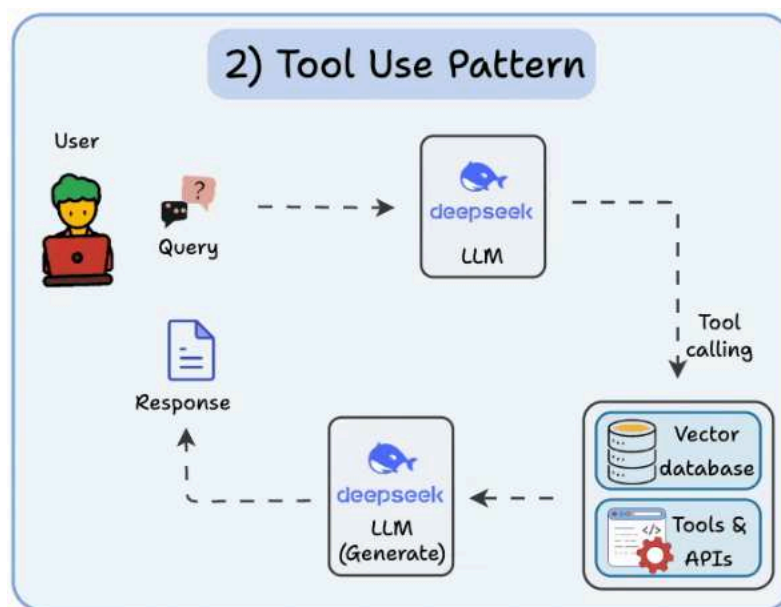 2) Tool Use Pattern
User
Query
deepseek
LLM
Tool
calling
Vector
database
Tools &
APIs
deepseek
LLM
(Generate)
Response